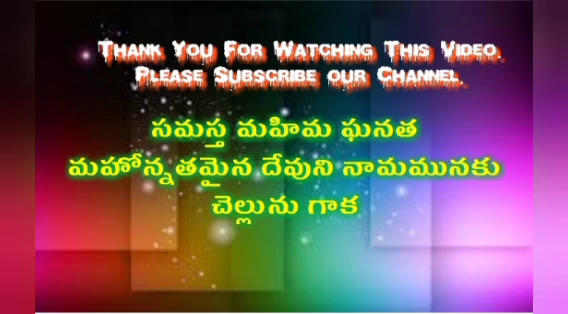 Thank You For Watching This Video.
Please Subscribe our Channel.
సమస్త మహిమ ఘనత
మహోన్నతమైన దేవుని నామమునకు
చెల్లును గాక